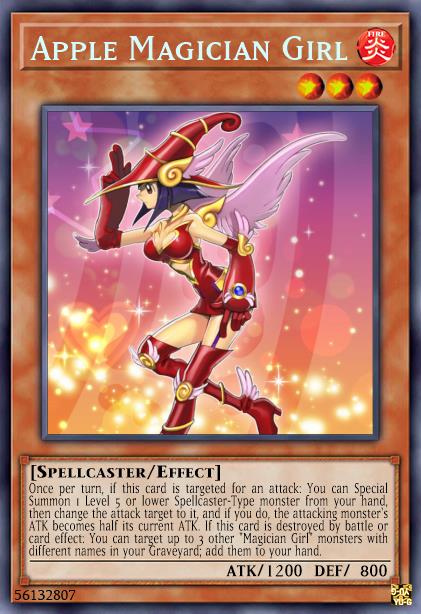 APPLE MAGICIAN GIRL
FIRE
炎
[SPELLCASTER/EFFECT]
Once per turn, if this card is targeted for an attack: You can Special
Summon 1 Level 5 or lower Spellcaster-Type monster from your hand,
then change the attack target to it, and if you do, the attacking monster's
ATK becomes half its current ATK. If this card is destroyed by battle or
card effect: You can target up to 3 other "Magician Girl" monsters with
different names in your Graveyard; add them to your hand.
ATK/1200 DEF/ 800
56132807